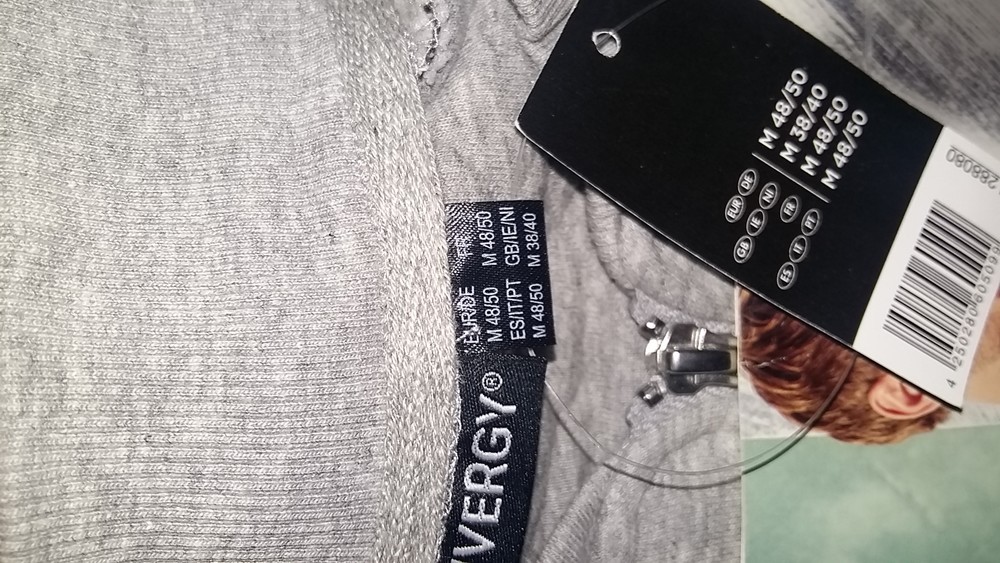 M 48/50
M 38/40
M 48/50
M 48/50
EUR DE
GB IE NI
FR
ES IT PT
288080
EUR/DE FR
M 48/50 M 48/50
ES/IT/PT GB/IE/NI
M 48/50 M 38/40
VERGY®